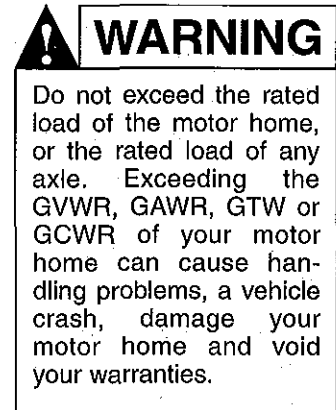 WARNING
Do not exceed the rated
load of the motor home,
or the rated load of any
axle. Exceeding the
GVWR, GAWR, GTW or
GCWR of your motor
home can cause han-
dling problems, a vehicle
crash, damage your
motor home and void
your warranties.